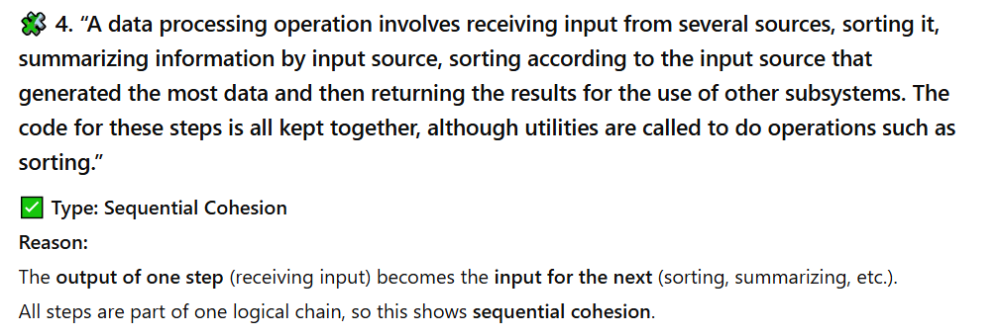 🧩 4. “A data processing operation involves receiving input from several sources, sorting it,
summarizing information by input source, sorting according to the input source that
generated the most data and then returning the results for the use of other subsystems. The
code for these steps is all kept together, although utilities are called to do operations such as
sorting.”
✅ Type: Sequential Cohesion
Reason:
The output of one step (receiving input) becomes the input for the next (sorting, summarizing, etc.).
All steps are part of one logical chain, so this shows sequential cohesion.